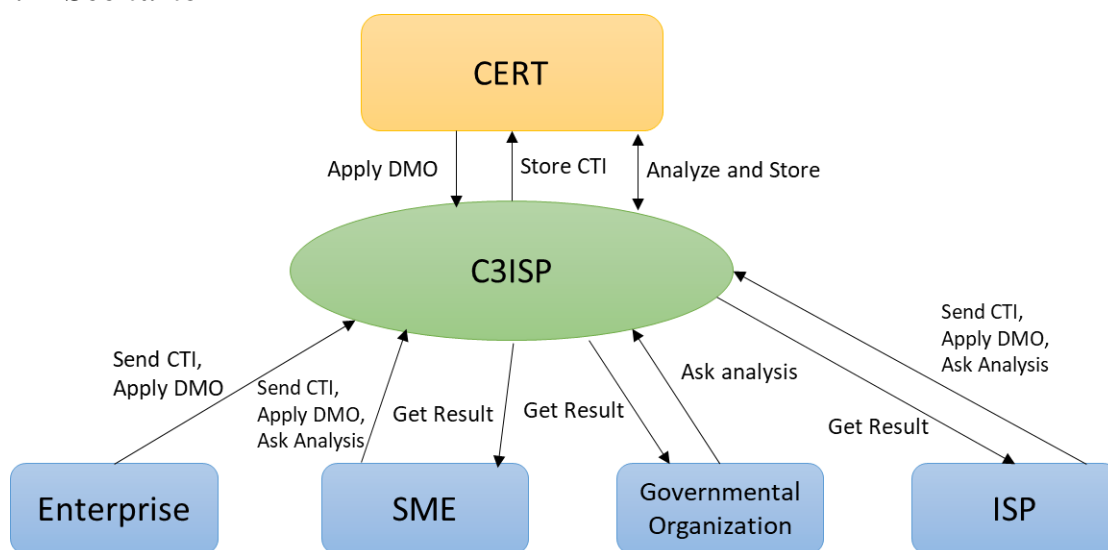 CERT
Apply DMO
Store CTI
Analyze and Store
C3ISP
Send CTI,
Apply DMO
Send CTI,
Apply DMO,
Ask Analysis
Get Result
Get Result
Ask analysis
Send CTI,
Apply DMO,
Ask Analysis
Get Result
Enterprise
SME
Governmental
Organization
ISP